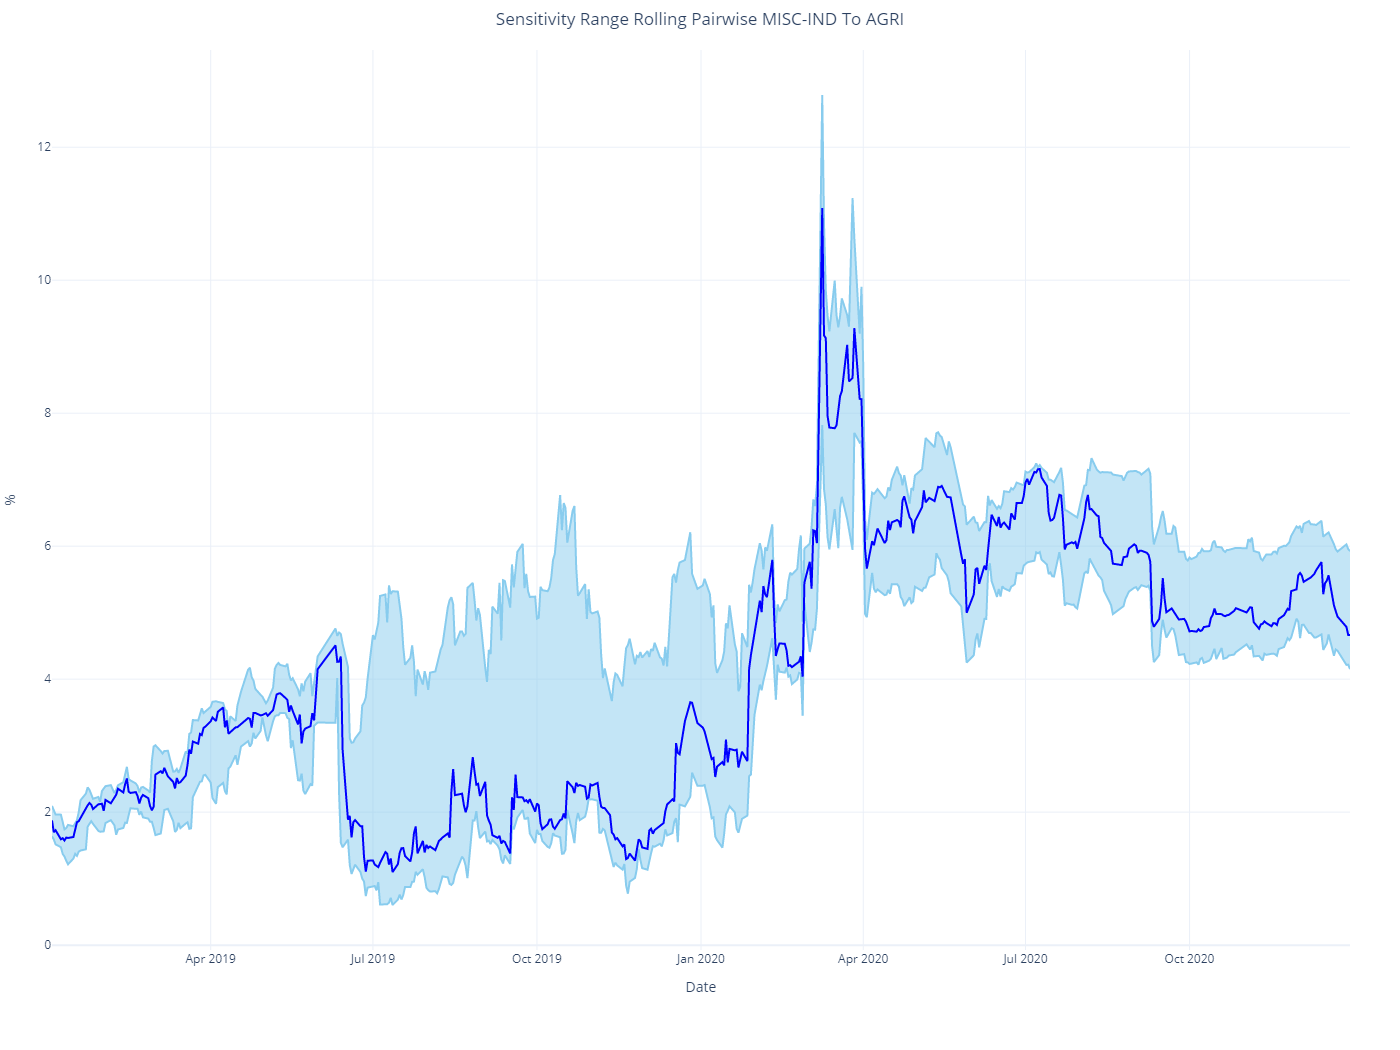 Sensitivity Range Rolling Pairwise MISC-IND To AGRI
12
10
8
6
4
2
0
%
Apr 2019
Jul 2019
Oct 2019
Jan 2020
Apr 2020
Jul 2020
Oct 2020
Date